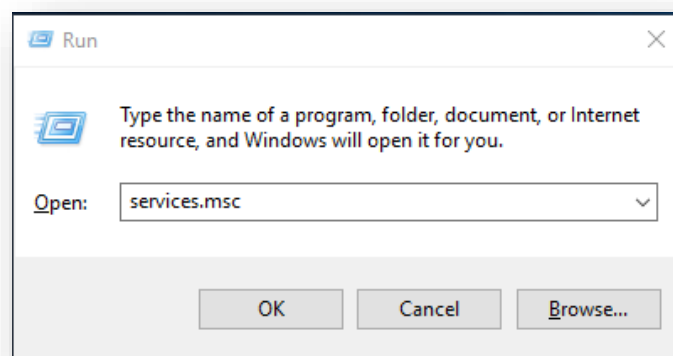 Run
Type the name of a program, folder, document, or Internet
resource, and Windows will open it for you.
Open: services.msc
OK Cancel Browse...